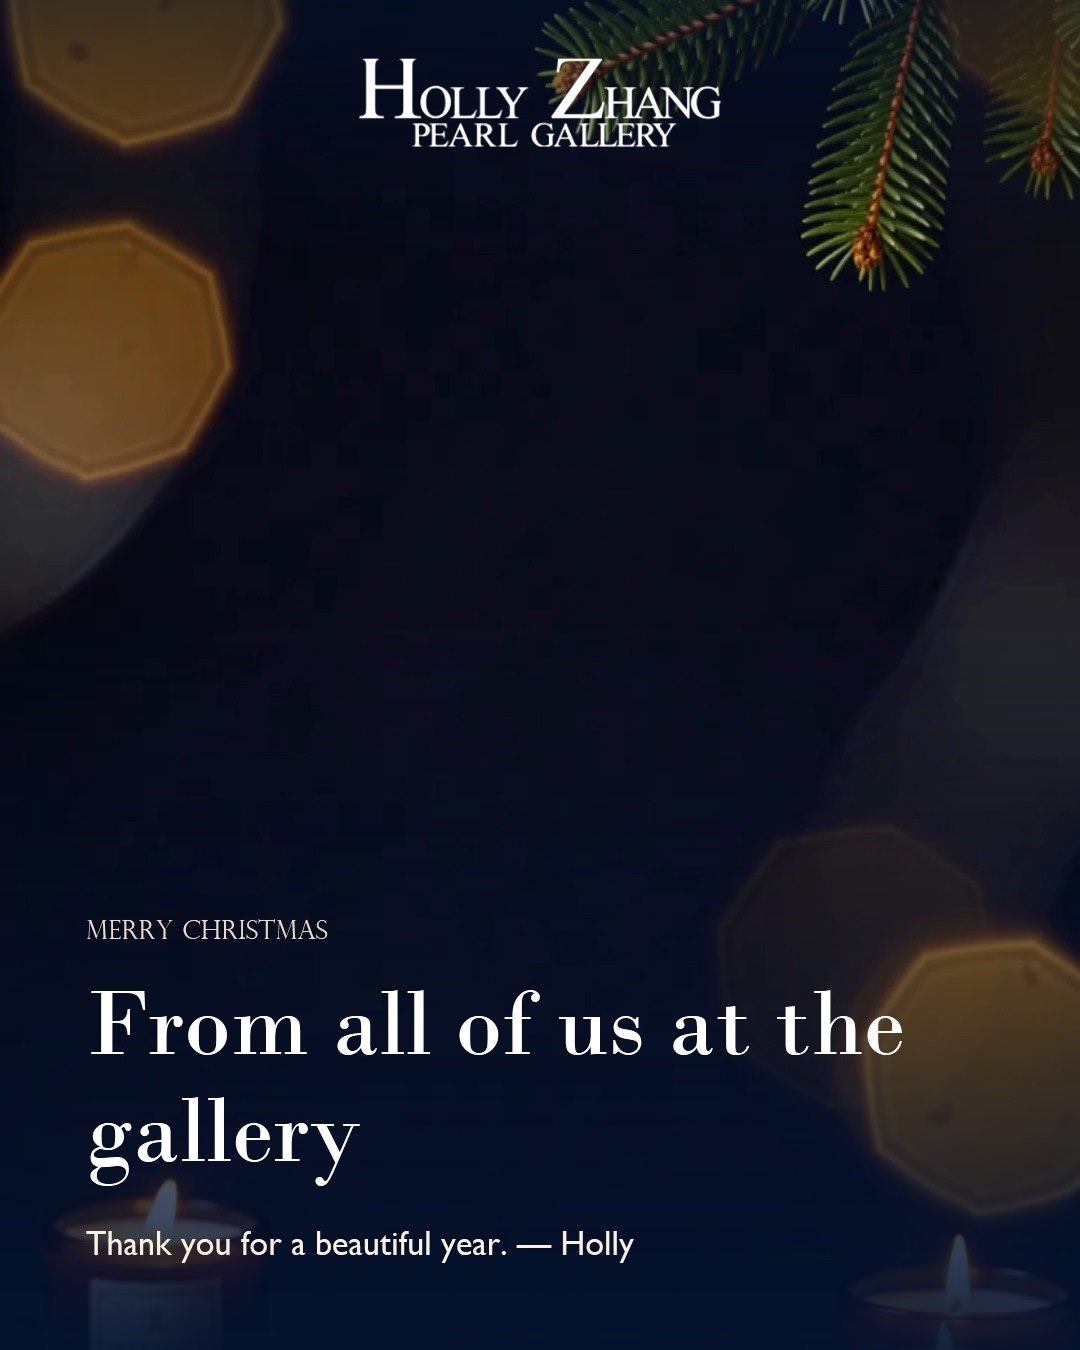 HOLLY ZHANG
PEARL GALLERY
MERRY CHRISTMAS
From all of us at the
gallery
Thank you for a beautiful year. — Holly